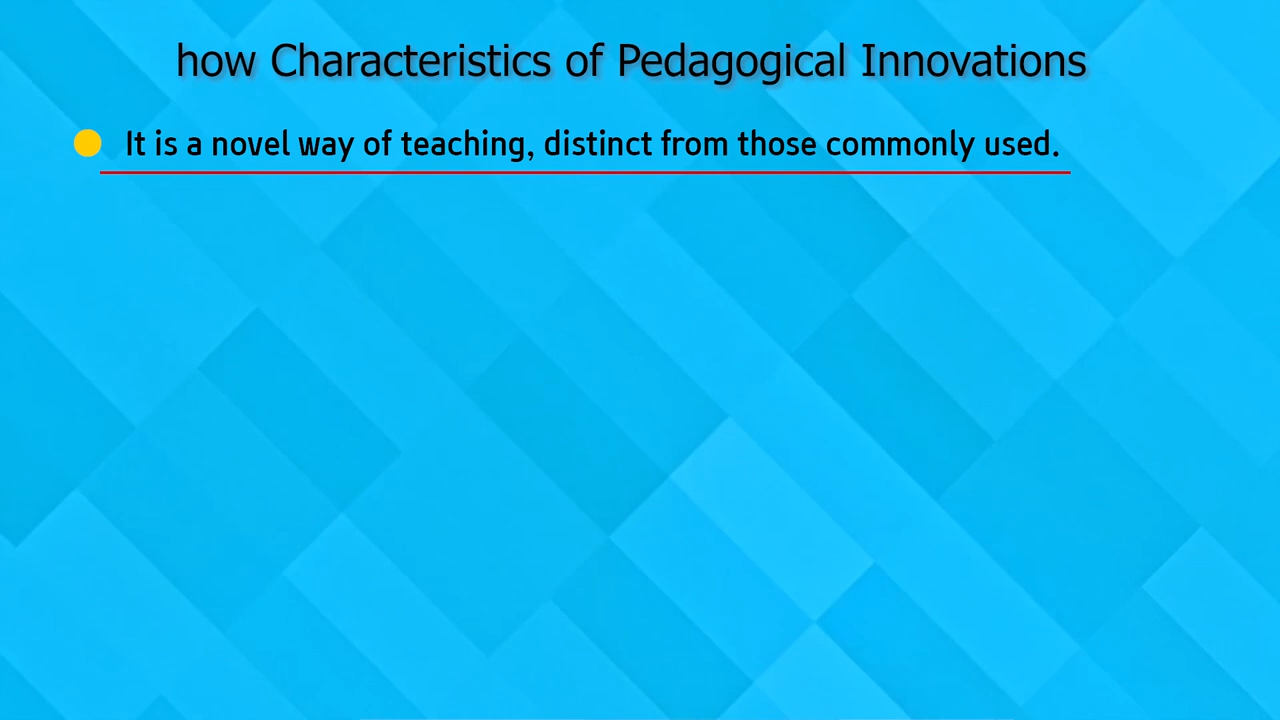 how Characteristics of Pedagogical Innovations
It is a novel way of teaching, distinct from those commonly used.